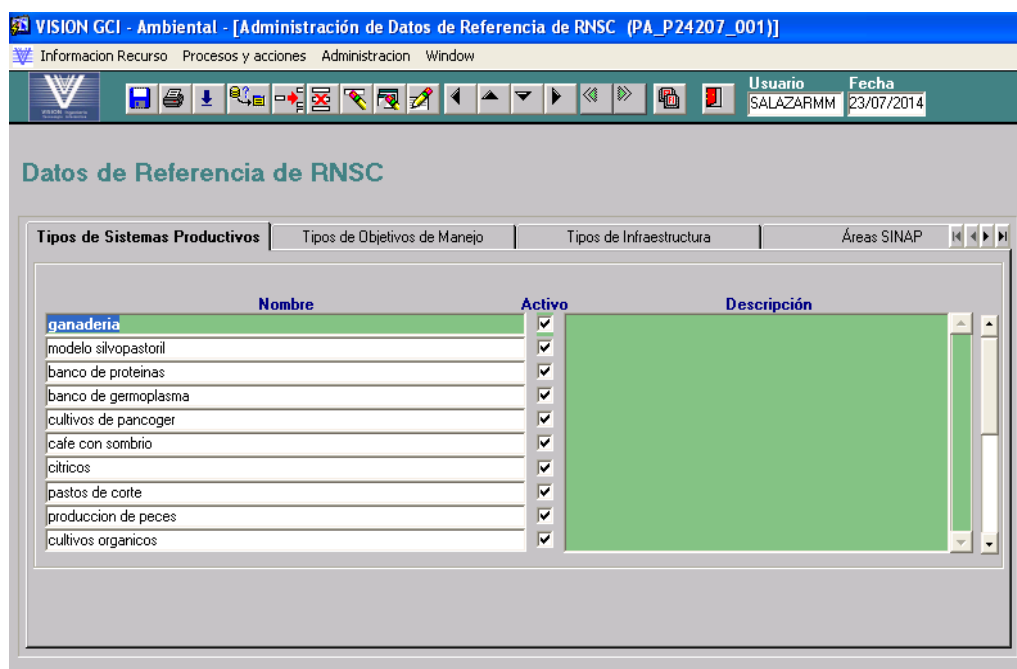 VISION GCI - Ambiental - [Administración de Datos de Referencia de RNSC (PA_P24207_001)]
Informacion Recurso Procesos y acciones Administracion Window
Usuario Fecha
SALAZARMM 23/07/2014
Datos de Referencia de RNSC
Tipos de Sistemas Productivos Tipos de Objetivos de Manejo Tipos de Infraestructura Áreas SINAP
Nombre Activo Descripción
ganaderia
modelo silvopastoril
banco de proteinas
banco de germoplasma
cultivos de pancoger
cafe con sombrio
citricos
pastos de corte
produccion de peces
cultivos organicos